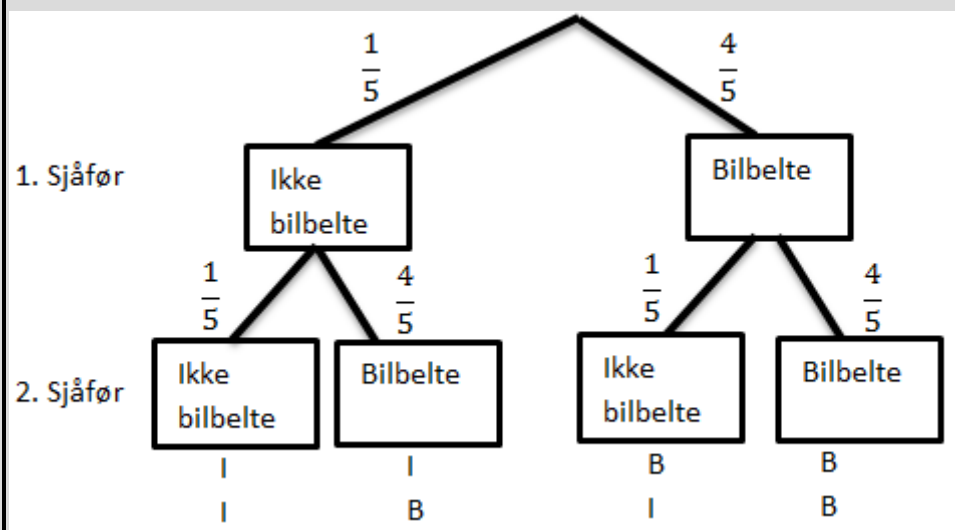 1/5 4/5
1. Sjåfør
Ikke
bilbelte
Bilbelte
1/5 4/5 1/5 4/5
2. Sjåfør
Ikke
bilbelte
Bilbelte
Ikke
bilbelte
Bilbelte
I I B B
I B I B